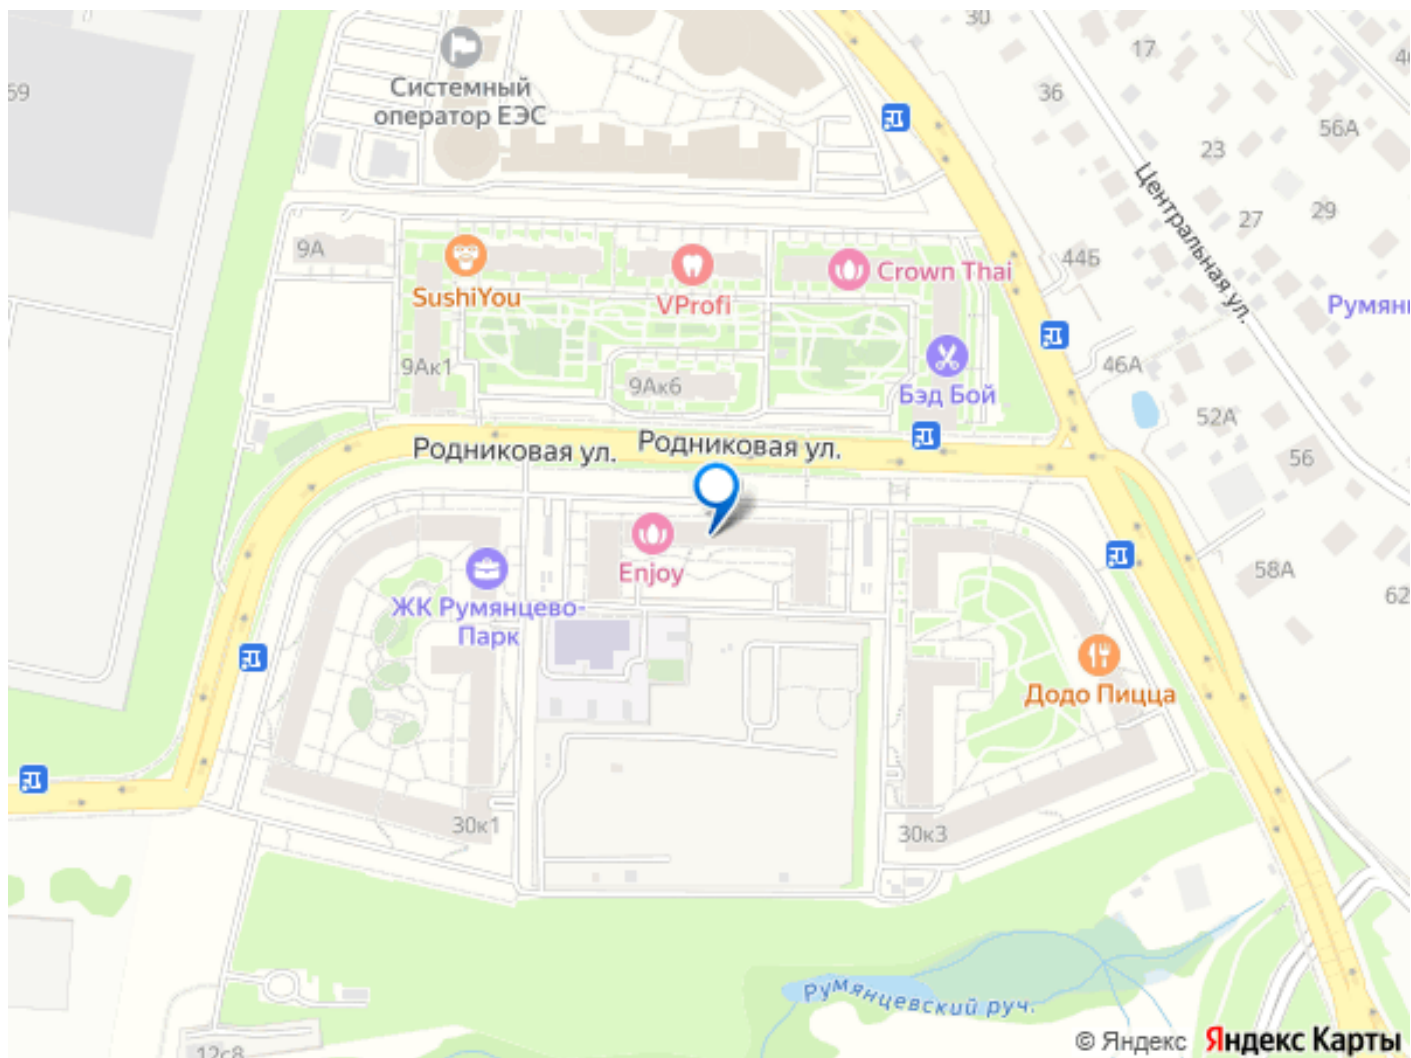 30
17
69
Системный
оператор ЕЭС
36
56А
23
Центральная ул.
27
29
9А
44Б
SushiYou
VProfi
Crown Thai
Румян
9Ак1
9Ак6
Бэд Бой
46А
52А
Родниковая ул.
Родниковая ул.
56
Enjoy
58А
62
ЖК Румянцево-
Парк
Додо Пицца
30к1
30к3
Румянцевский руч.
12с8
© Яндекс
Яндекс Карты